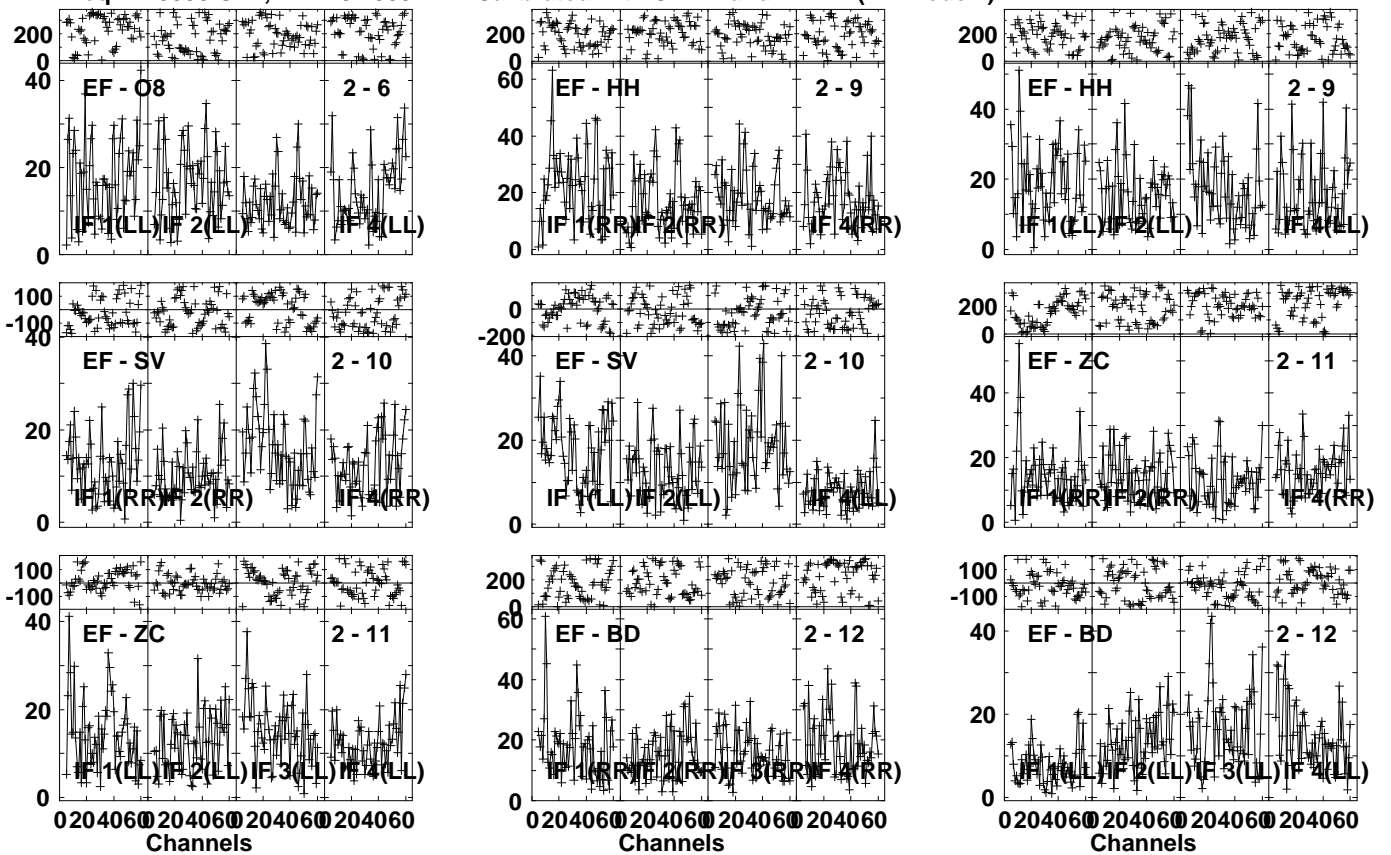 200
0
200
0
200
0
40
20
0
EF - O8 2 - 6
IF 1(LL) IF 2(LL) IF 4(LL)
60
40
20
0
EF - HH 2 - 9
IF 1(RR) IF 2(RR) IF 4(RR)
40
20
0
EF - HH 2 - 9
IF 1(LL) IF 2(LL) IF 4(LL)
100
-100
0
-200
200
0
40
20
0
EF - SV 2 - 10
IF 1(RR) IF 2(RR) IF 4(RR)
40
20
0
EF - SV 2 - 10
IF 1(LL) IF 2(LL) IF 4(LL)
40
20
0
EF - ZC 2 - 11
IF 1(RR) IF 2(RR) IF 4(RR)
100
-100
200
0
100
-100
40
20
0
EF - ZC 2 - 11
IF 1(LL) IF 2(LL) IF 3(LL) IF 4(LL)
60
40
20
0
EF - BD 2 - 12
IF 1(RR) IF 2(RR) IF 3(RR) IF 4(RR)
40
20
0
EF - BD 2 - 12
IF 1(LL) IF 2(LL) IF 3(LL) IF 4(LL)
0 20 40 60 0 20 40 60 0 20 40 60 0 20 40 60
0 20 40 60 0 20 40 60 0 20 40 60 0 20 40 60
0 20 40 60 0 20 40 60 0 20 40 60 0 20 40 60
Channels Channels Channels